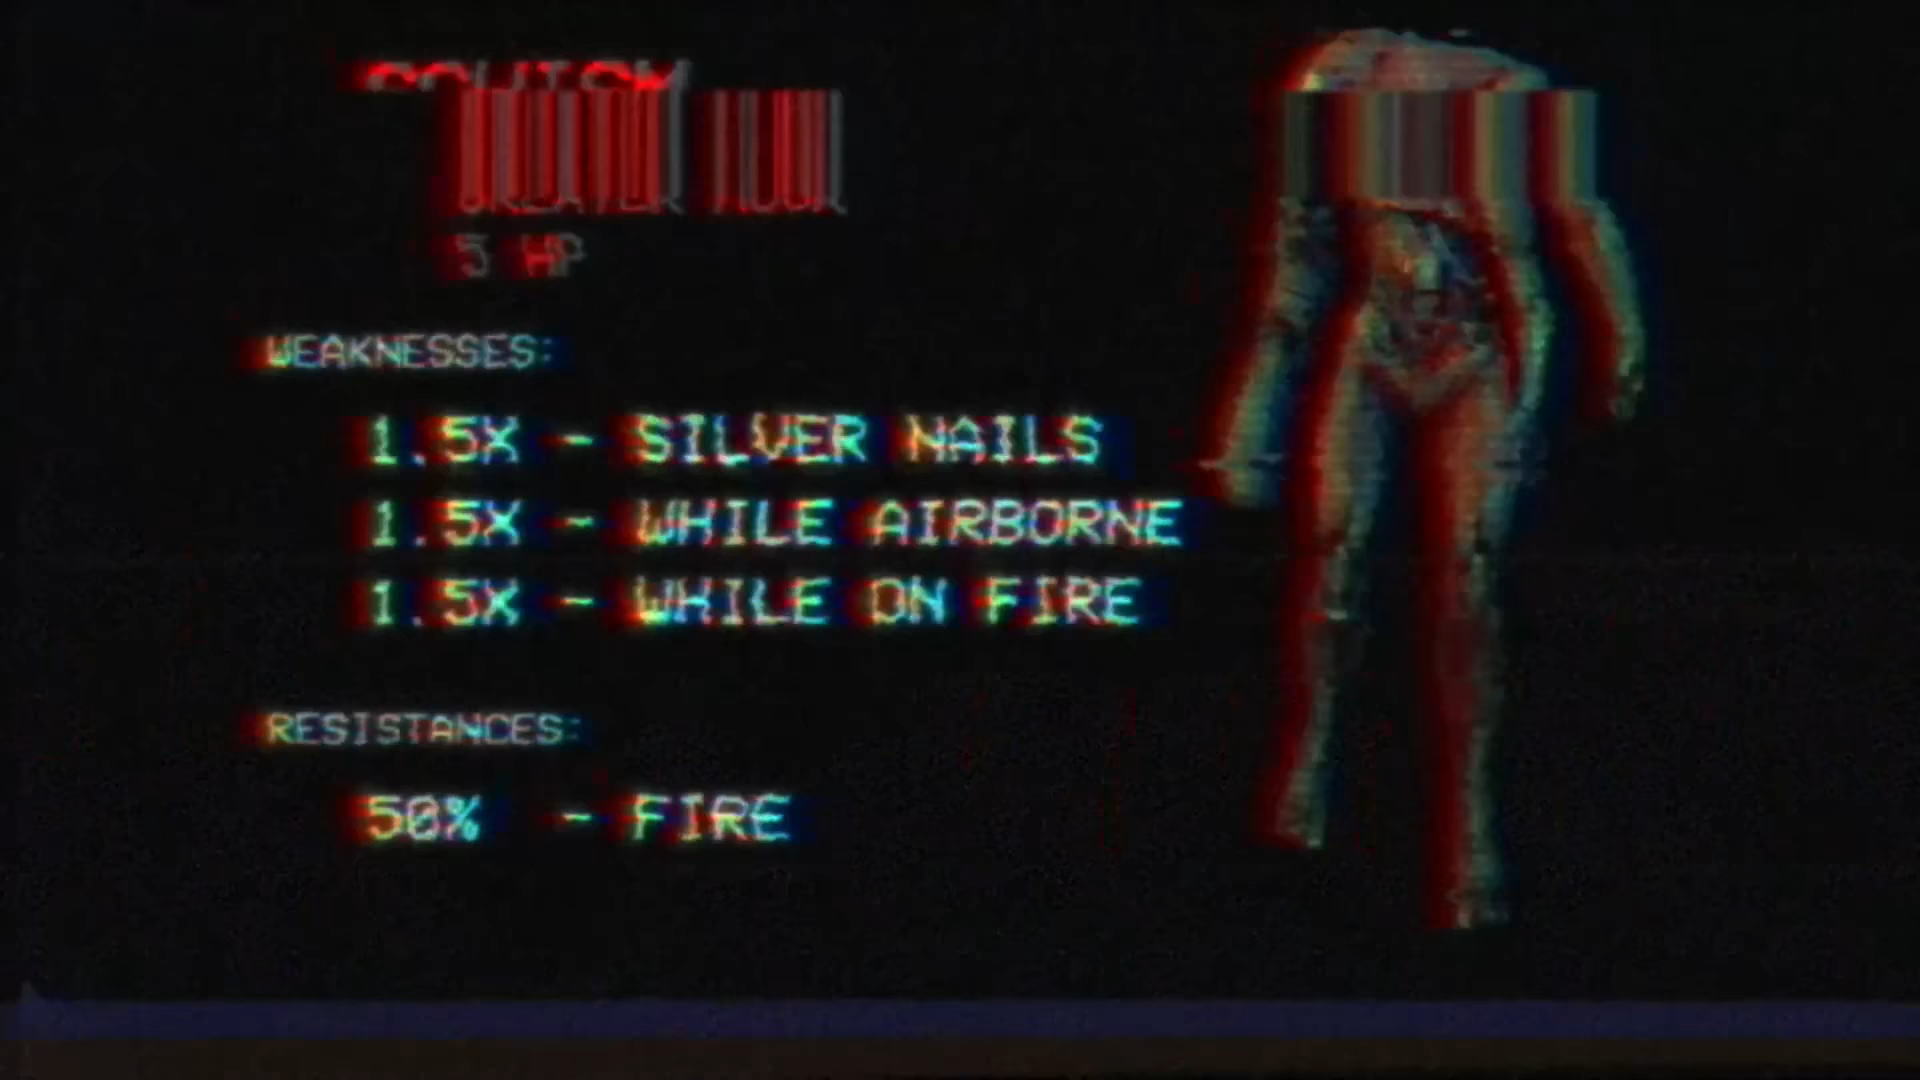 5 HP
WEAKNESSES:
1.5X - SILVER NAILS
1.5X - WHILE AIRBORNE
1.5X - WHILE ON FIRE
RESISTANCES:
50% - FIRE